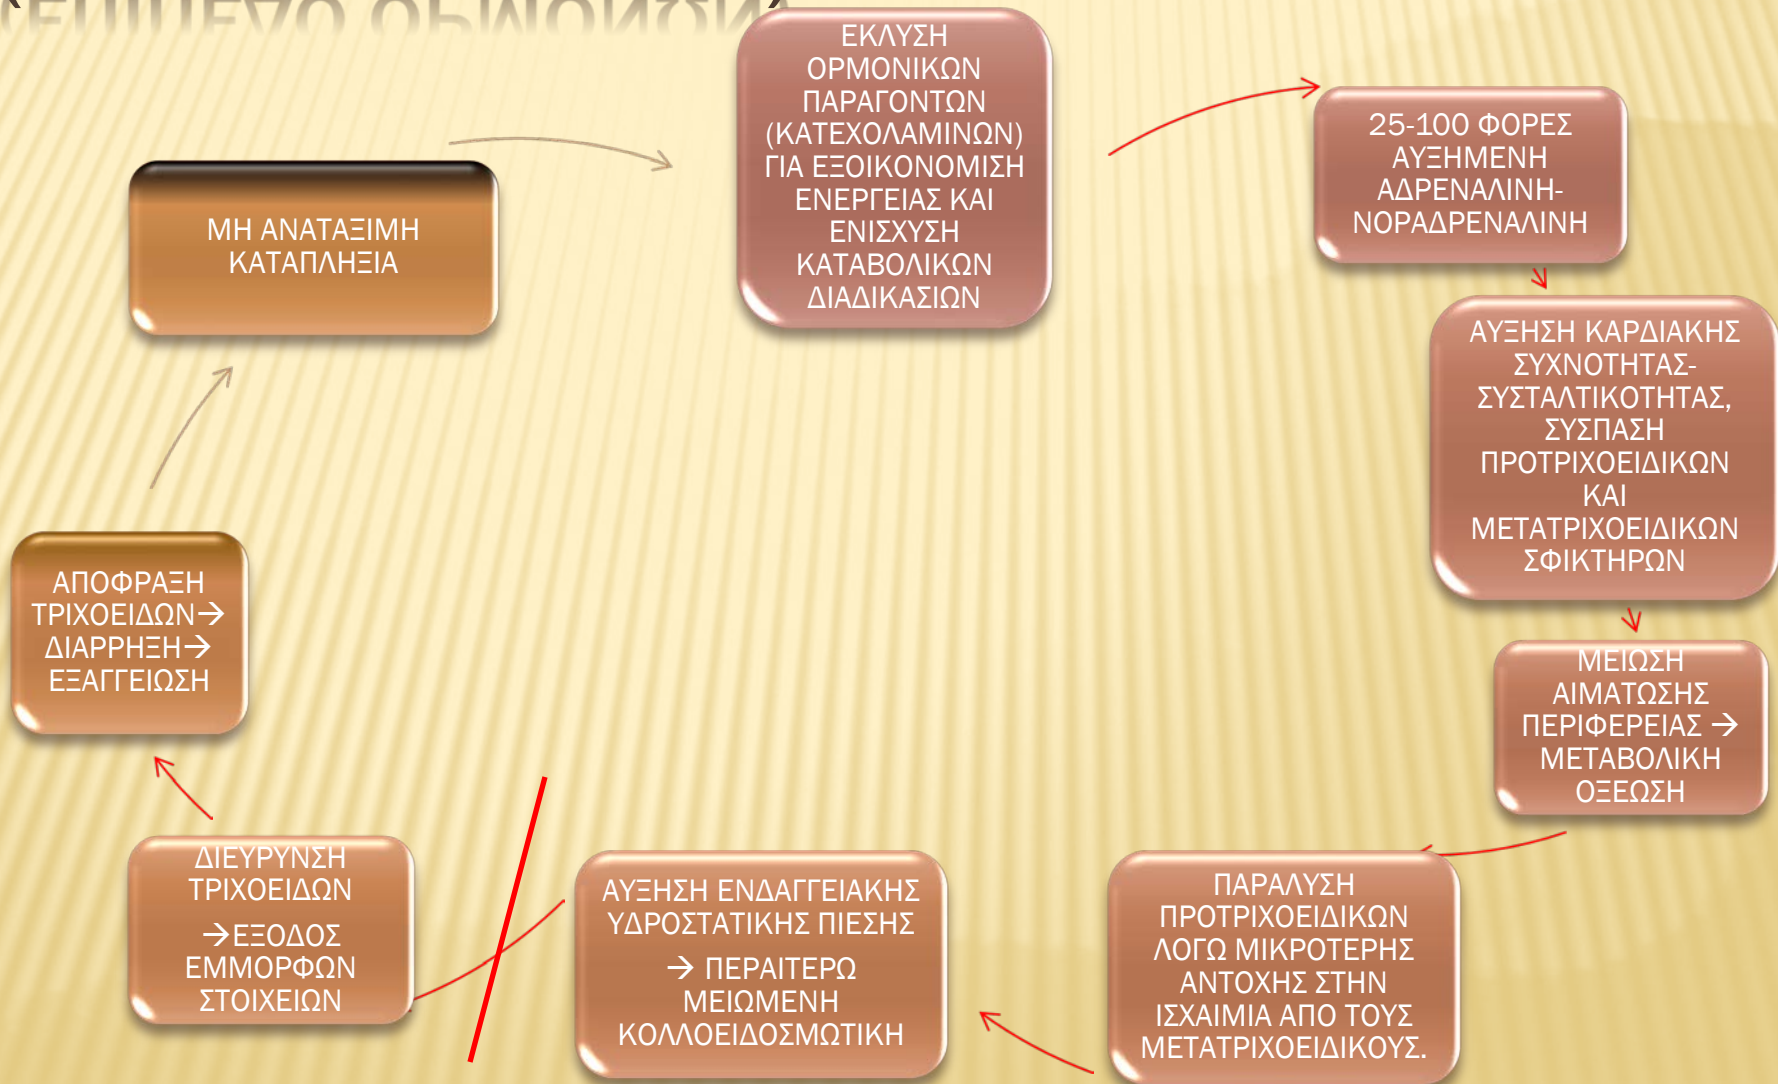 (ΕΠΙΠΕΔΟ ΟΡΜΟΝΩΝ)
ΕΚΛΥΣΗ
ΟΡΜΟΝΙΚΩΝ
ΠΑΡΑΓΟΝΤΩΝ
(ΚΑΤΕΧΟΛΑΜΙΝΩΝ)
ΓΙΑ ΕΞΟΙΚΟΝΟΜΙΣΗ
ΕΝΕΡΓΕΙΑΣ ΚΑΙ
ΕΝΙΣΧΥΣΗ
ΚΑΤΑΒΟΛΙΚΩΝ
ΔΙΑΔΙΚΑΣΙΩΝ
25-100 ΦΟΡΕΣ
ΑΥΞΗΜΕΝΗ
ΑΔΡΕΝΑΛΙΝΗ-
ΝΟΡΑΔΡΕΝΑΛΙΝΗ
ΑΥΞΗΣΗ ΚΑΡΔΙΑΚΗΣ
ΣΥΧΝΟΤΗΤΑΣ-
ΣΥΣΤΑΛΤΙΚΟΤΗΤΑΣ,
ΣΥΣΠΑΣΗ
ΠΡΟΤΡΙΧΟΕΙΔΙΚΩΝ
ΚΑΙ
ΜΕΤΑΤΡΙΧΟΕΙΔΙΚΩΝ
ΣΦΙΚΤΗΡΩΝ
ΜΕΙΩΣΗ
ΑΙΜΑΤΩΣΗΣ
ΠΕΡΙΦΕΡΕΙΑΣ →
ΜΕΤΑΒΟΛΙΚΗ
ΟΞΕΩΣΗ
ΠΑΡΑΛΥΣΗ
ΠΡΟΤΡΙΧΟΕΙΔΙΚΩΝ
ΛΟΓΩ ΜΙΚΡΟΤΕΡΗΣ
ΑΝΤΟΧΗΣ ΣΤΗΝ
ΙΣΧΑΙΜΙΑ ΑΠΟ ΤΟΥΣ
ΜΕΤΑΤΡΙΧΟΕΙΔΙΚΟΥΣ.
ΑΥΞΗΣΗ ΕΝΔΑΓΓΕΙΑΚΗΣ
ΥΔΡΟΣΤΑΤΙΚΗΣ ΠΙΕΣΗΣ
→ ΠΕΡΑΙΤΕΡΩ
ΜΕΙΩΜΕΝΗ
ΚΟΛΛΟΕΙΔΟΣΜΩΤΙΚΗ
ΔΙΕΥΡΥΝΣΗ
ΤΡΙΧΟΕΙΔΩΝ
→ΕΞΟΔΟΣ
ΕΜΜΟΡΦΩΝ
ΣΤΟΙΧΕΙΩΝ
ΑΠΟΦΡΑΞΗ
ΤΡΙΧΟΕΙΔΩΝ→
ΔΙΑΡΡΗΞΗ→
ΕΞΑΓΓΕΙΩΣΗ
ΜΗ ΑΝΑΤΑΞΙΜΗ
ΚΑΤΑΠΛΗΞΙΑ